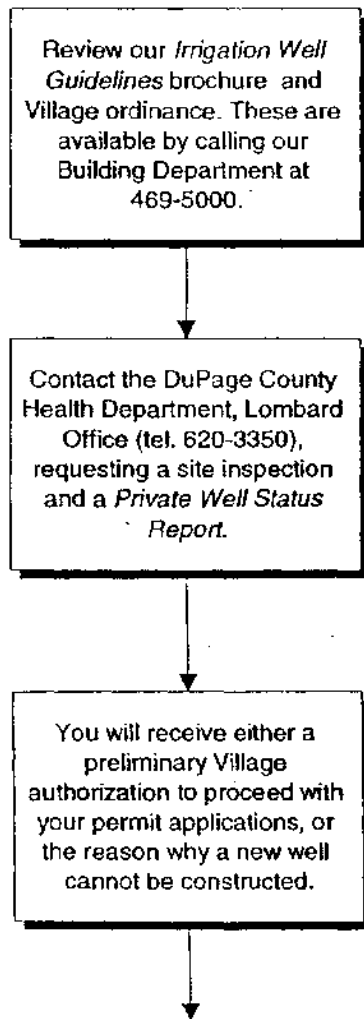 Review our Irrigation Well
Guidelines brochure and
Village ordinance. These are
available by calling our
Building Department at
469-5000.
Contact the DuPage County
Health Department, Lombard
Office (tel. 620-3350),
requesting a site inspection
and a Private Well Status
Report.
You will receive either a
preliminary Village
authorization to proceed with
your permit applications, or
the reason why a new well
cannot be constructed.